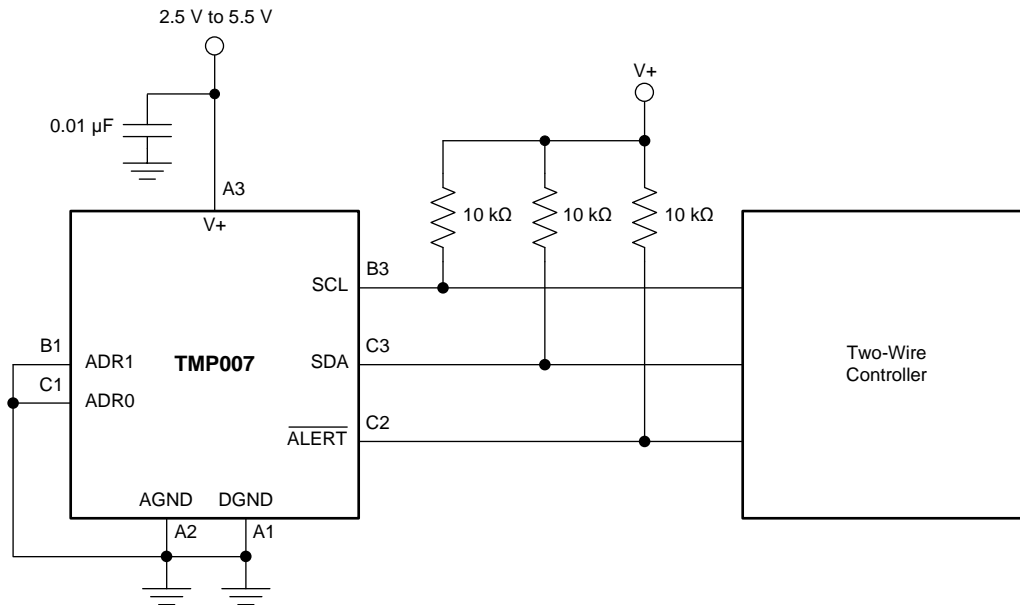 2.5 V to 5.5 V
V+
0.01 µF
A3
10 kΩ
10 kΩ
10 kΩ
V+
B3
SCL
B1
ADR1
TMP007
C3
SDA
Two-Wire
Controller
C1
ADR0
C2
ALERT
AGND
DGND
A2
A1